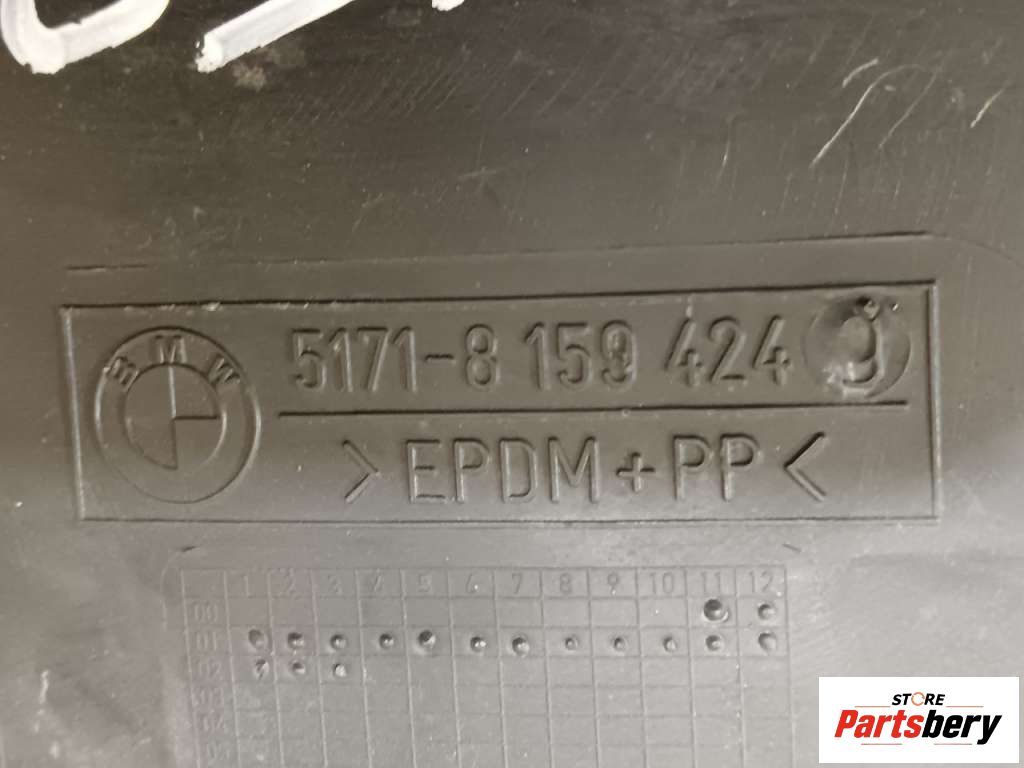 BMW
5171-8 159 424 9
>EPDM+PP<
1 2 3 4 5 6 7 8 9 10 11 12
STORE
Partsbery